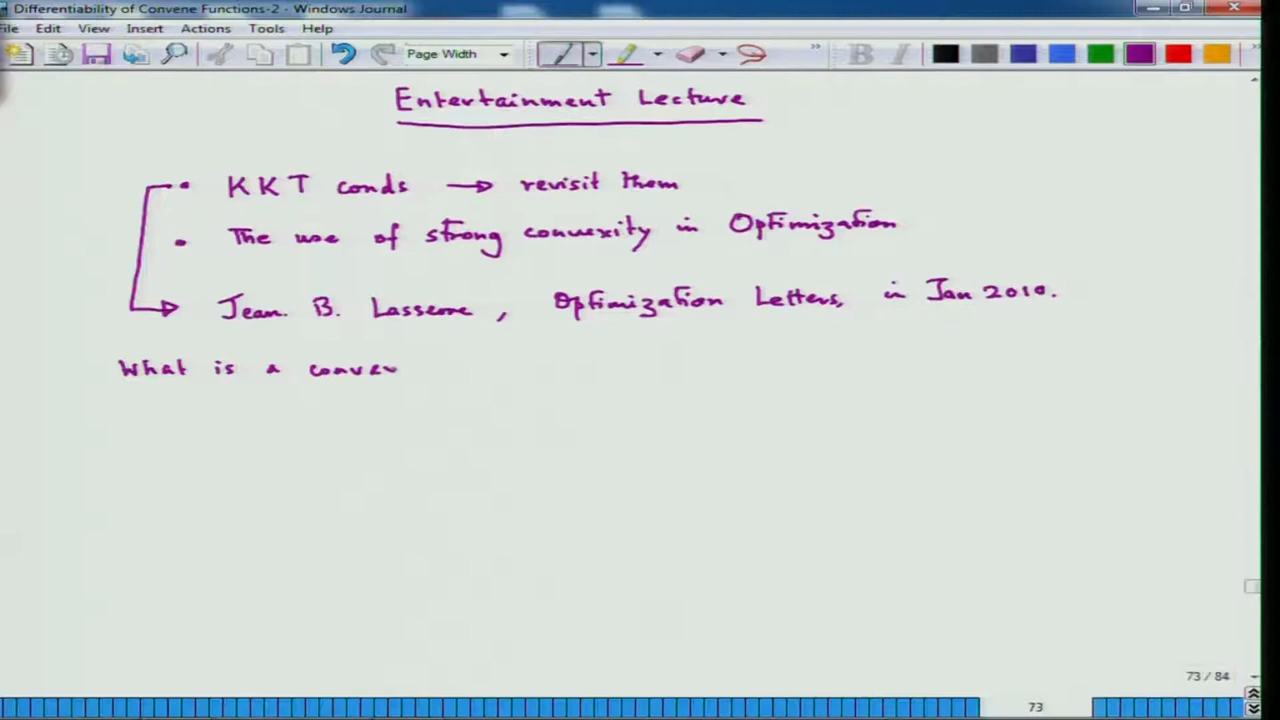 Differentiability of Convene Functions-2 - Windows Journal
File Edit View Insert Actions Tools Help
Page Width
Entertainment Lecture
• KKT conds → revisit them
• The use of strong convexity in Optimization
Jean. B. Lasserre, Optimization Letters, in Jan 2010.
What is a convex
73 / 84
73